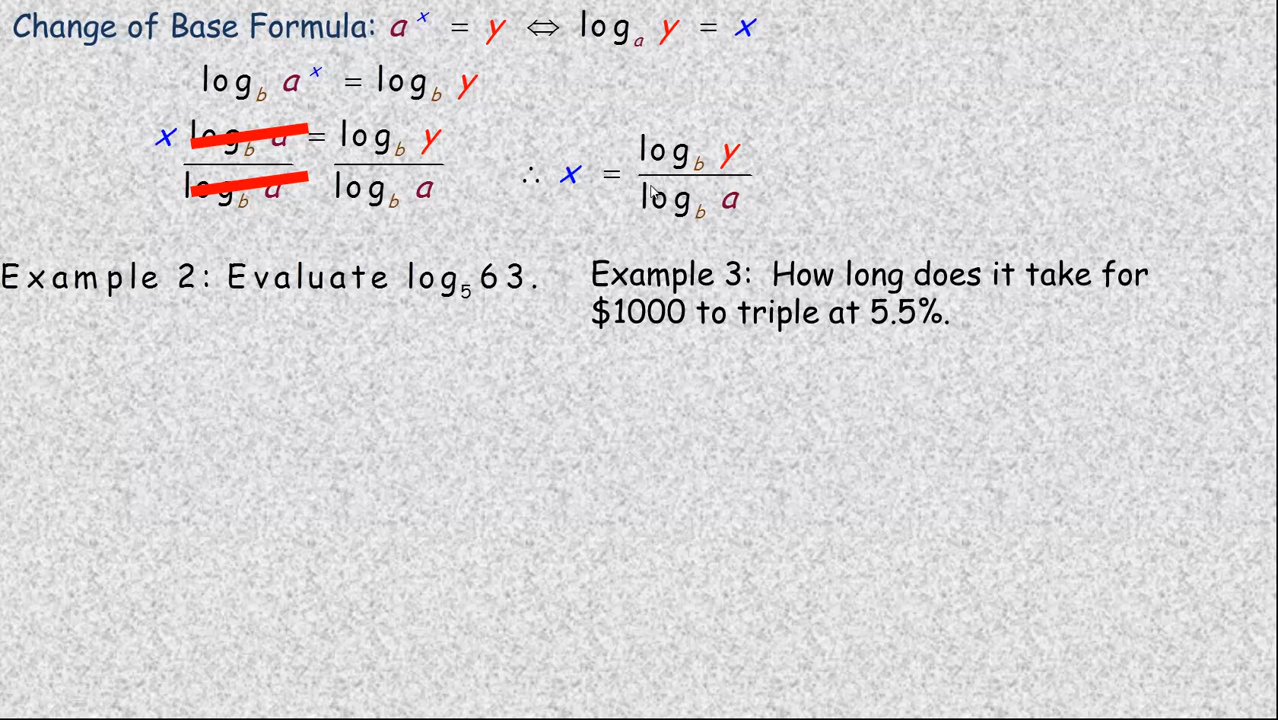 Change of Base Formula: a^x = y ⇔ log_a y = x
log_b a^x = log_b y
x log_b a / log_b a = log_b y / log_b a
∴ x = log_b y / log_b a
Example 2: Evaluate log_5 63.
Example 3: How long does it take for
$1000 to triple at 5.5%.